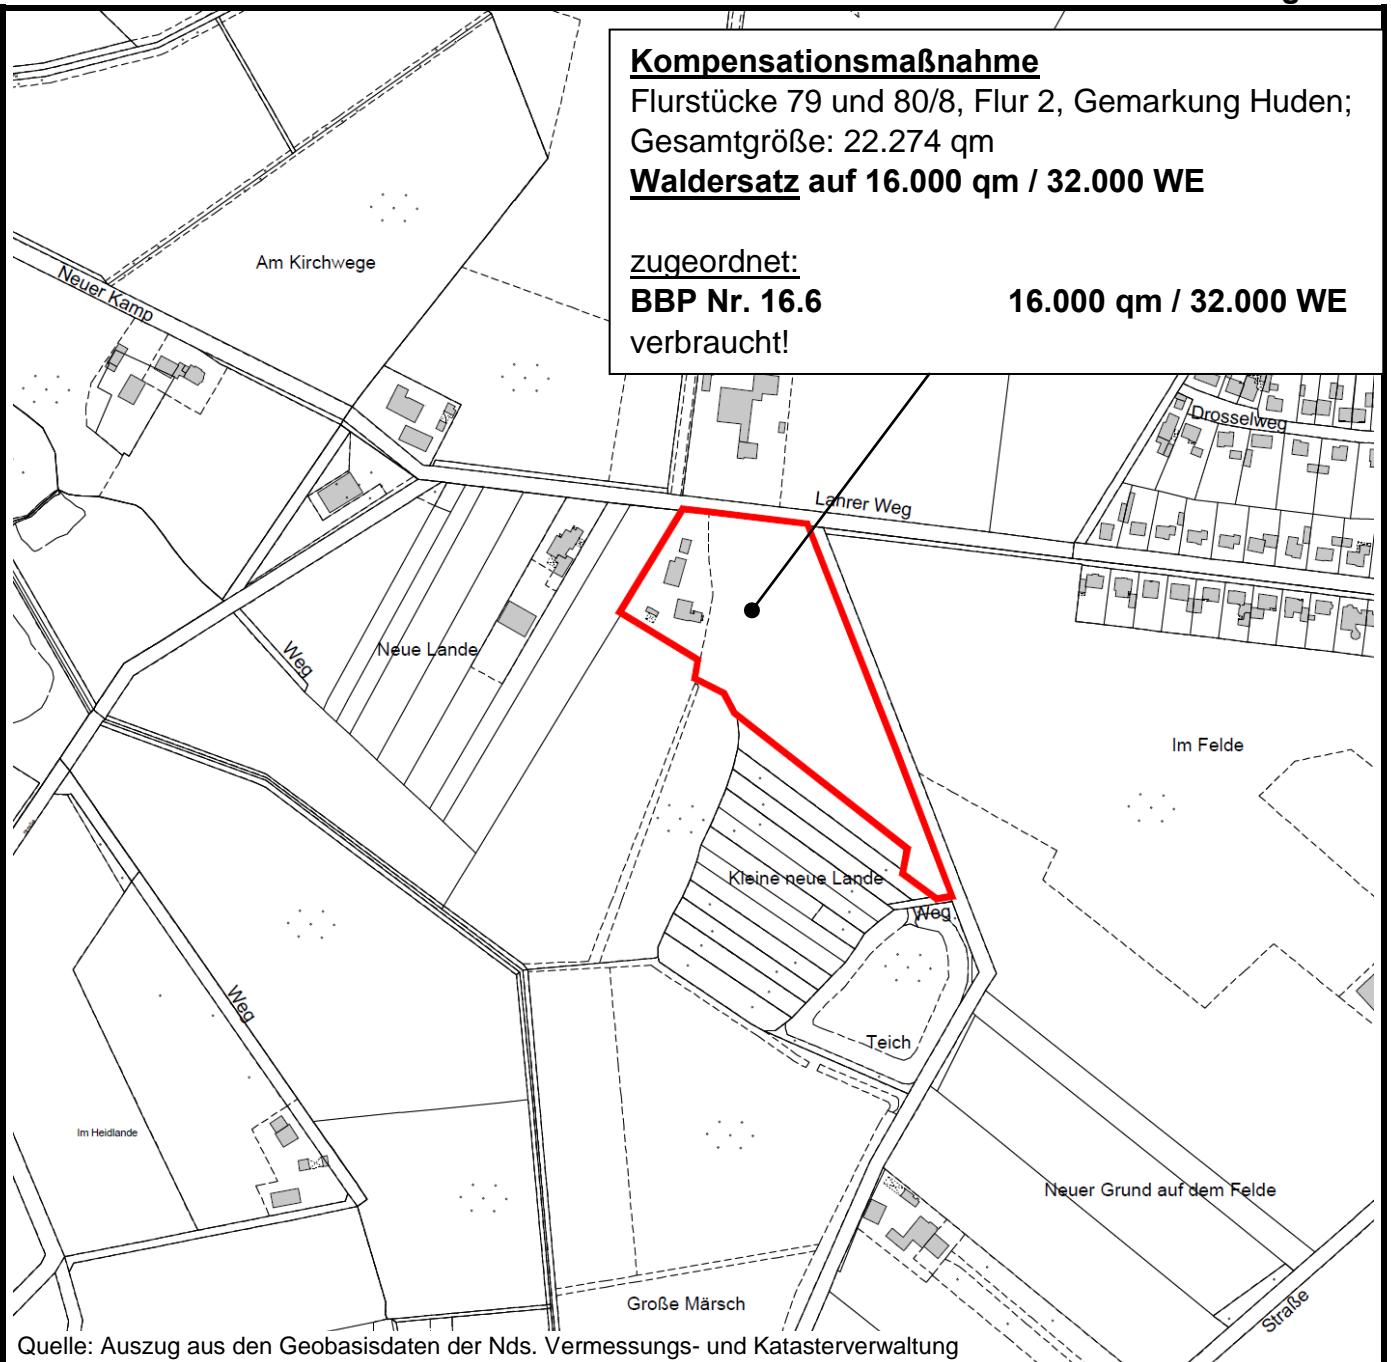 Kompensationsmaßnahme
Flurstücke 79 und 80/8, Flur 2, Gemarkung Huden;
Gesamtgröße: 22.274 qm
Waldersatz auf 16.000 qm / 32.000 WE
zugeordnet:
BBP Nr. 16.6 16.000 qm / 32.000 WE
verbraucht!
Am Kirchwege
Neuer Kamp
Drosselweg
Lahrer Weg
Weg
Neue Lande
Im Felde
Kleine neue Lande
Weg
Weg
Teich
Im Heidlande
Neuer Grund auf dem Felde
Große Märsch
Straße
Quelle: Auszug aus den Geobasisdaten der Nds. Vermessungs- und Katasterverwaltung